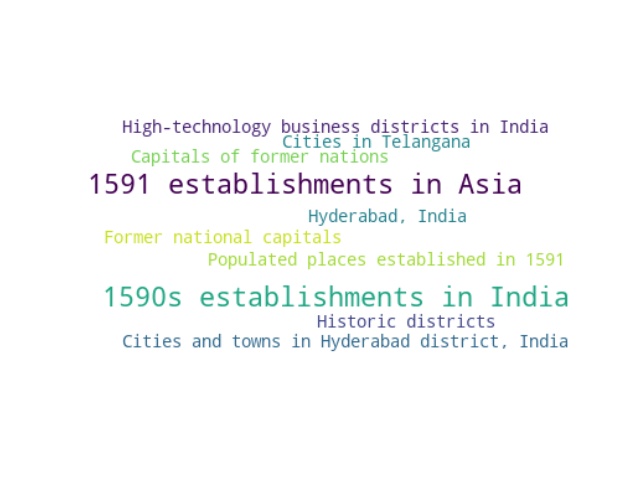 High-technology business districts in India
Cities in Telangana
Capitals of former nations
1591 establishments in Asia
Hyderabad, India
Former national capitals
Populated places established in 1591
1590s establishments in India
Historic districts
Cities and towns in Hyderabad district, India